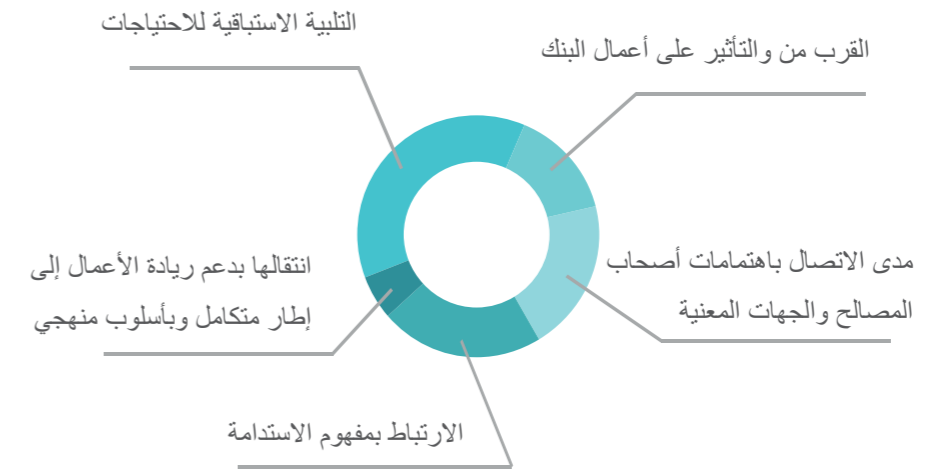 التلبية الاستباقية للاحتياجات
القرب من والتأثير على أعمال البنك
مدى الاتصال باهتمامات أصحاب
المصالح والجهات المعنية
انتقالها بدعم ريادة الأعمال إلى
إطار متكامل وبأسلوب منهجي
الارتباط بمفهوم الاستدامة